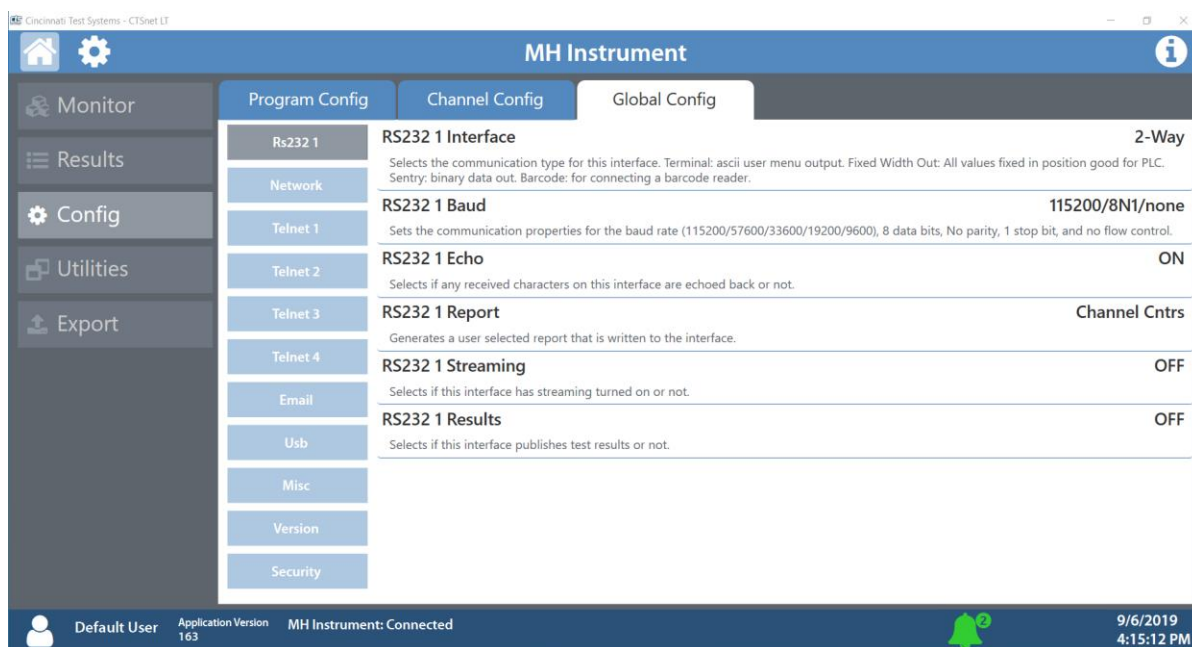 Cincinnati Test Systems - CTSnet LT
MH Instrument
Monitor
Results
Config
Utilities
Export
Program Config
Channel Config
Global Config
Rs232 1
Network
Telnet 1
Telnet 2
Telnet 3
Telnet 4
Email
Usb
Misc
Version
Security
RS232 1 Interface 2-Way
Selects the communication type for this interface. Terminal: ascii user menu output. Fixed Width Out: All values fixed in position good for PLC.
Sentry: binary data out. Barcode: for connecting a barcode reader.
RS232 1 Baud 115200/8N1/none
Sets the communication properties for the baud rate (115200/57600/33600/19200/9600), 8 data bits, No parity, 1 stop bit, and no flow control.
RS232 1 Echo ON
Selects if any received characters on this interface are echoed back or not.
RS232 1 Report Channel Cntrs
Generates a user selected report that is written to the interface.
RS232 1 Streaming OFF
Selects if this interface has streaming turned on or not.
RS232 1 Results OFF
Selects if this interface publishes test results or not.
Default User
Application Version
163
MH Instrument: Connected
2
9/6/2019
4:15:12 PM